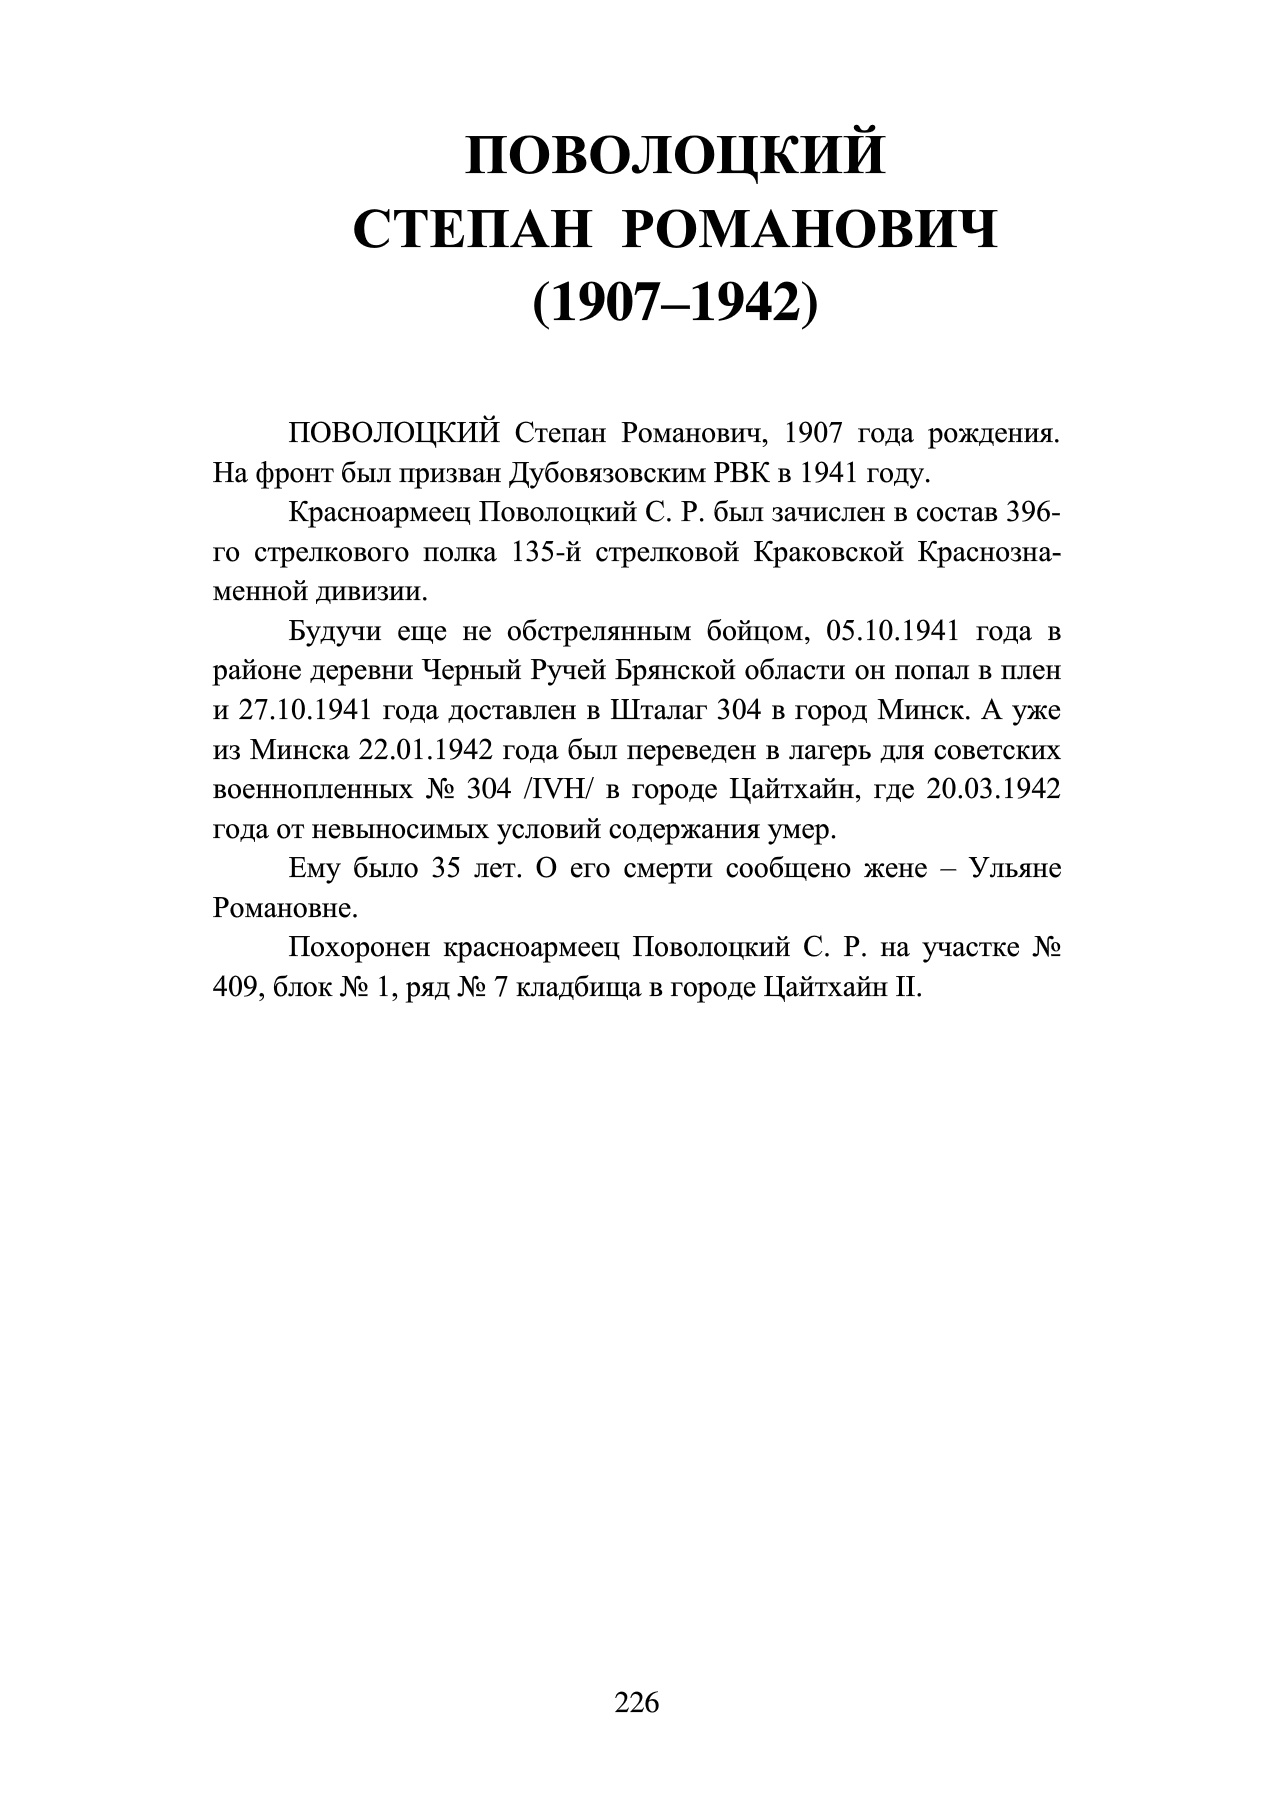 ПОВОЛОЦКИЙ
СТЕПАН РОМАНОВИЧ
(1907–1942)
ПОВОЛОЦКИЙ Степан Романович, 1907 года рождения.
На фронт был призван Дубовязовским РВК в 1941 году.
Красноармеец Поволоцкий С. Р. был зачислен в состав 396-
го стрелкового полка 135-й стрелковой Краковской Краснозна-
менной дивизии.
Будучи еще не обстрелянным бойцом, 05.10.1941 года в
районе деревни Черный Ручей Брянской области он попал в плен
и 27.10.1941 года доставлен в Шталаг 304 в город Минск. А уже
из Минска 22.01.1942 года был переведен в лагерь для советских
военнопленных № 304 /IVH/ в городе Цайтхайн, где 20.03.1942
года от невыносимых условий содержания умер.
Ему было 35 лет. О его смерти сообщено жене – Ульяне
Романовне.
Похоронен красноармеец Поволоцкий С. Р. на участке №
409, блок № 1, ряд № 7 кладбища в городе Цайтхайн II.
226